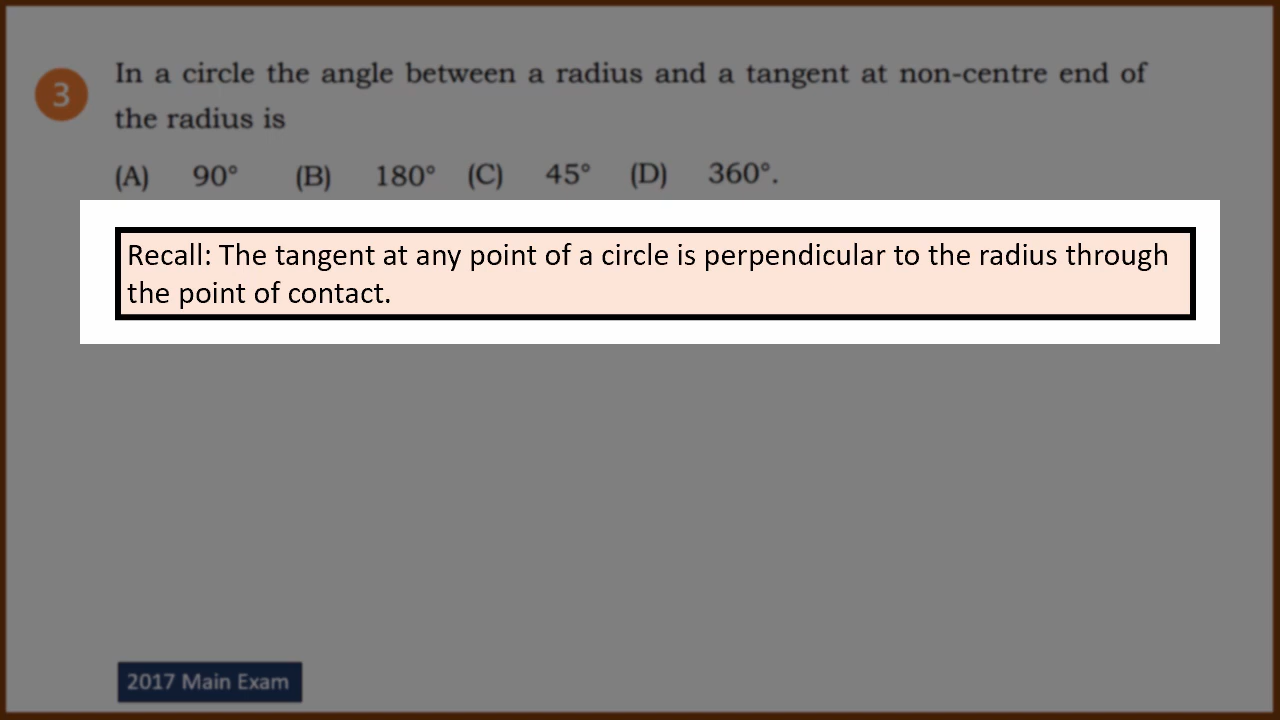 3
In a circle the angle between a radius and a tangent at non-centre end of
the radius is
(A) 90° (B) 180° (C) 45° (D) 360°.
Recall: The tangent at any point of a circle is perpendicular to the radius through
the point of contact.
2017 Main Exam